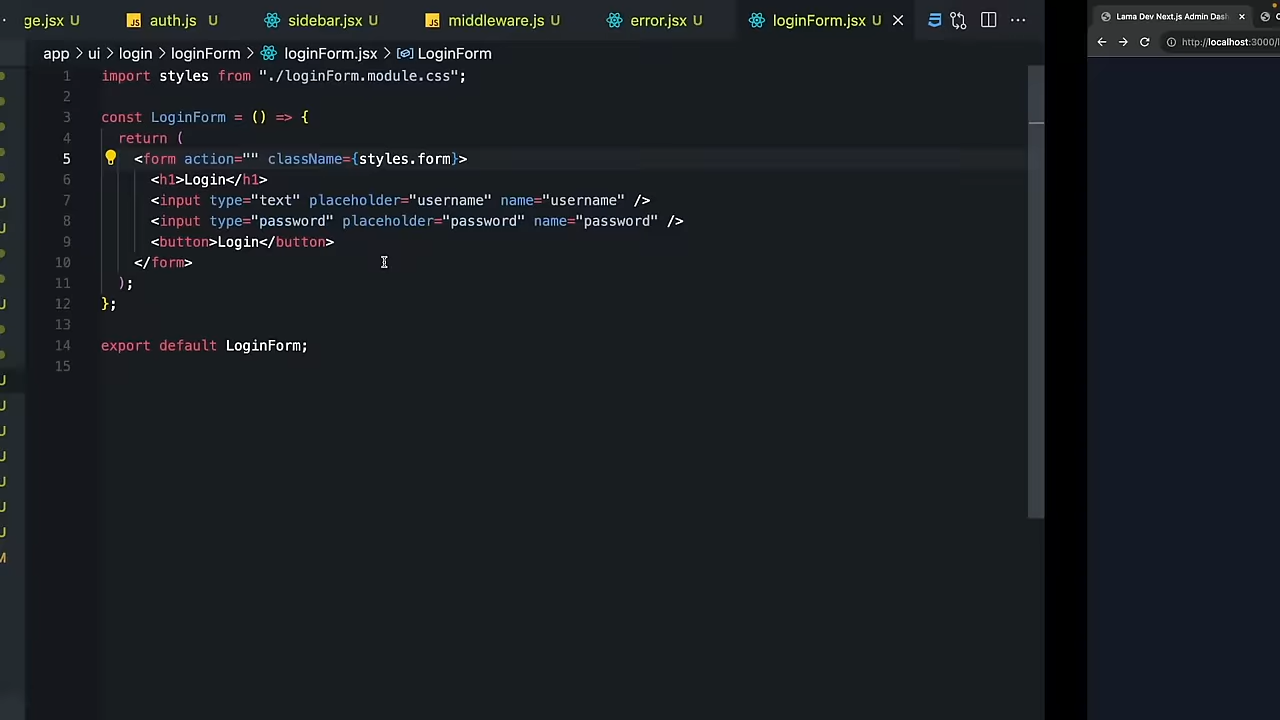 ge.jsx U
JS auth.js U
sidebar.jsx U
JS middleware.js U
error.jsx U
loginForm.jsx U
Lama Dev Next.js Admin Dash
http://localhost:3000/l
app > ui > login > loginForm > loginForm.jsx > LoginForm
1 import styles from "./loginForm.module.css";
2
3 const LoginForm = () => {
4 return (
5 <form action="" className={styles.form}>
6 <h1>Login</h1>
7 <input type="text" placeholder="username" name="username" />
8 <input type="password" placeholder="password" name="password" />
9 <button>Login</button>
10 </form>
11 );
12 };
13
14 export default LoginForm;
15
U
U
U
U
U
U
U
U
U
U
M